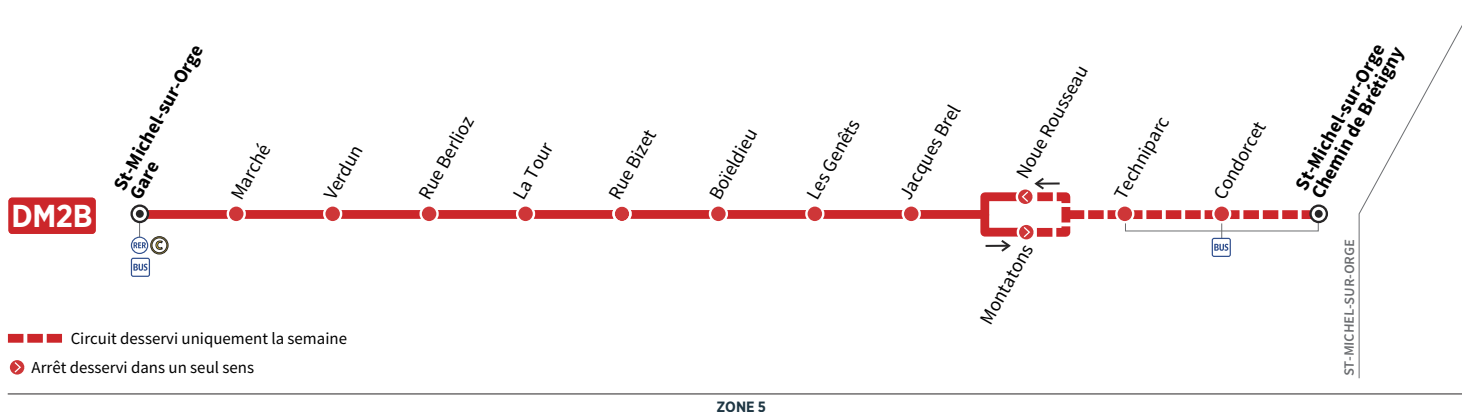 DM2B
St-Michel-sur-Orge
Gare
RER
C
BUS
Marché
Verdun
Rue Berlioz
La Tour
Rue Bizet
Boïeldieu
Les Genêts
Jacques Brel
Noue Rousseau
Montatons
Techniparc
Condorcet
BUS
St-Michel-sur-Orge
Chemin de Brétigny
ST-MICHEL-SUR-ORGE
Circuit desservi uniquement la semaine
Arrêt desservi dans un seul sens
ZONE 5